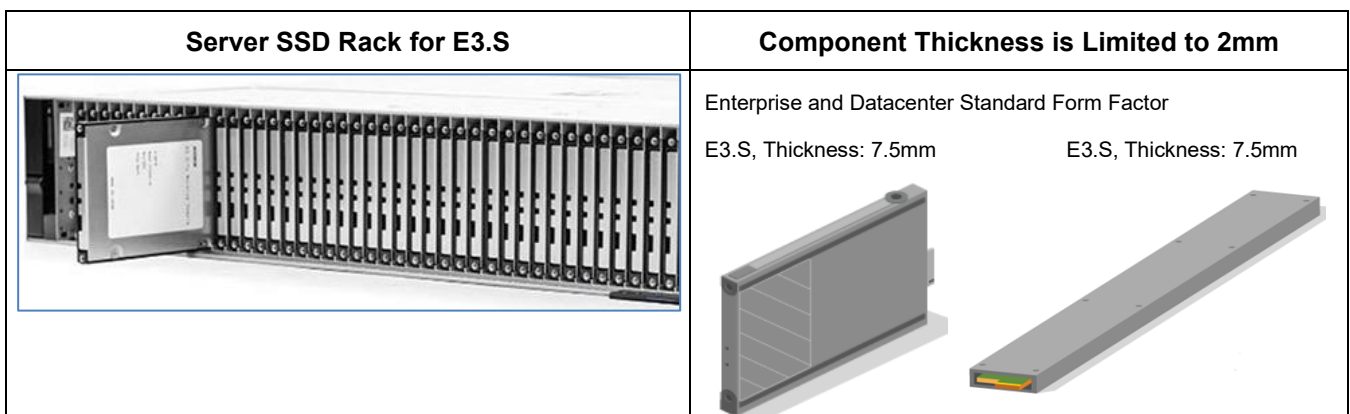 Server SSD Rack for E3.S
Component Thickness is Limited to 2mm
Enterprise and Datacenter Standard Form Factor
E3.S, Thickness: 7.5mm
E3.S, Thickness: 7.5mm